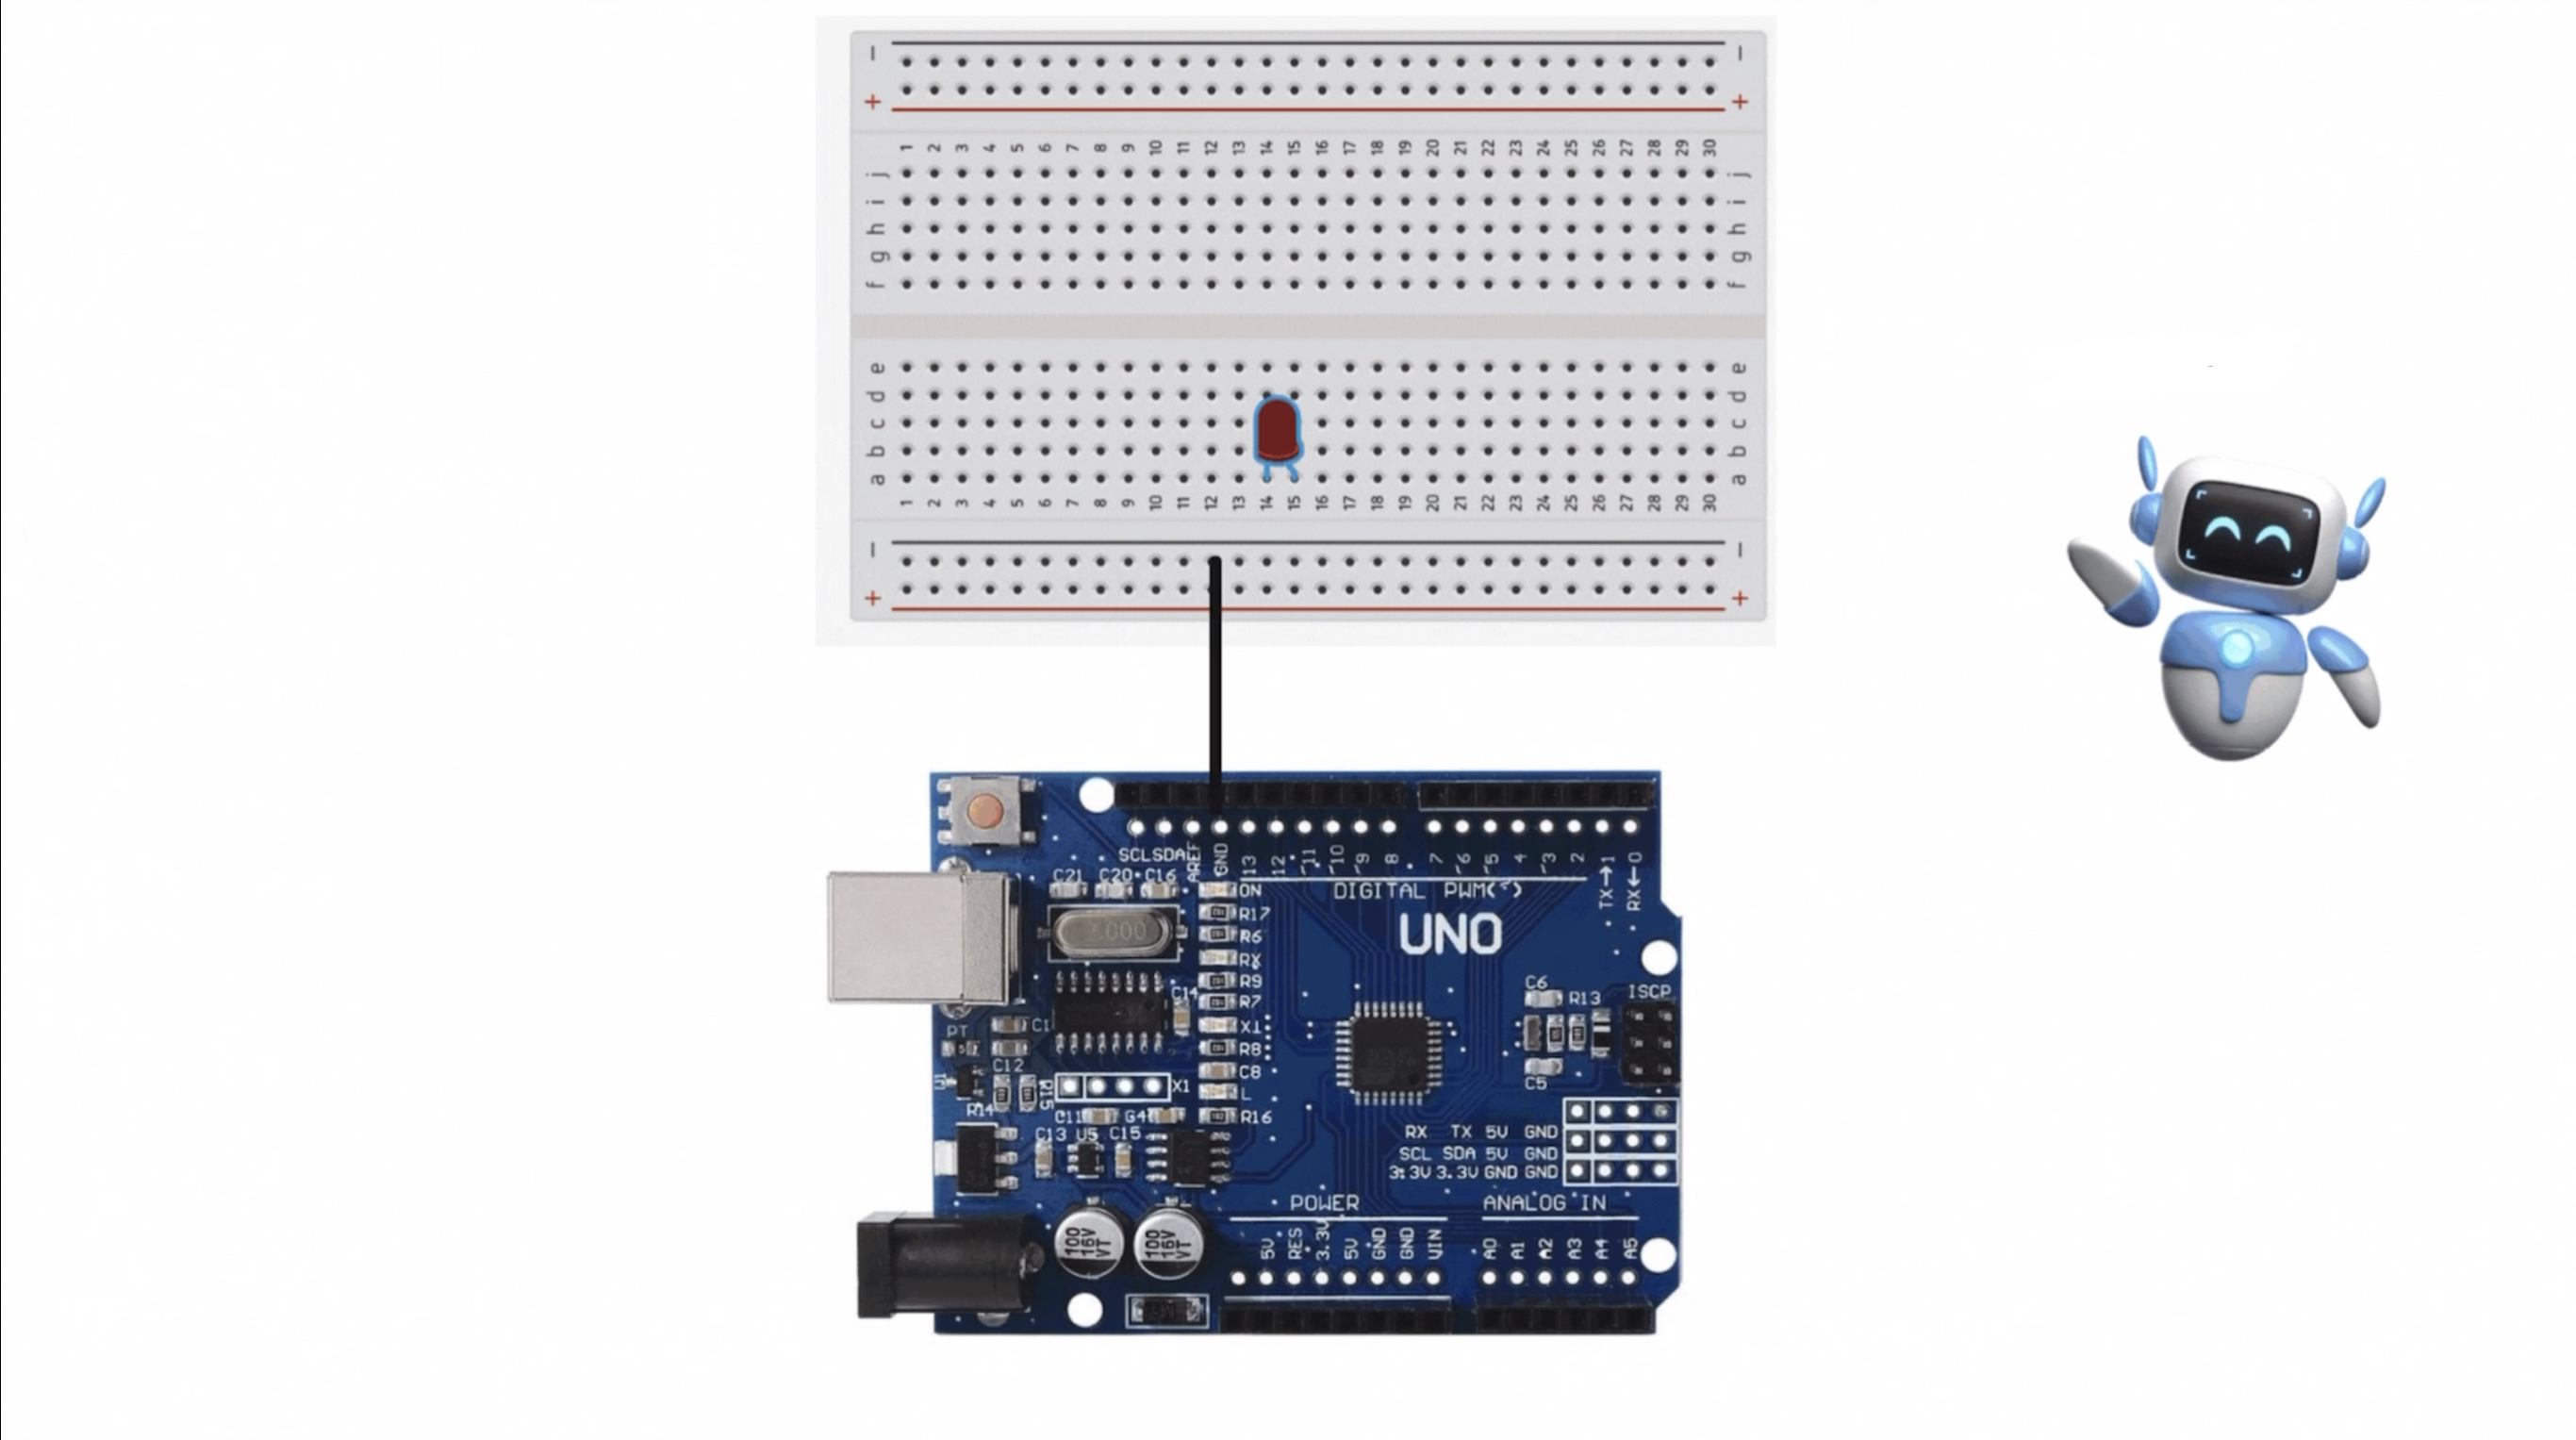 – –
+ +
1 2 3 4 5 6 7 8 9 10 11 12 13 14 15 16 17 18 19 20 21 22 23 24 25 26 27 28 29 30
j j
i i
h h
g g
f f
e e
d d
c c
b b
a a
1 2 3 4 5 6 7 8 9 10 11 12 13 14 15 16 17 18 19 20 21 22 23 24 25 26 27 28 29 30
– –
+ +
SCL SDA AREF GND 13 12 ~11 ~10 ~9 8 7 ~6 ~5 4 ~3 2 TX→1 RX←0
C21 C20 C16 ON DIGITAL PWM(~)
R17
UNO
R6
RX
R9
C14 R7
C6 R13 ISCP
PT C1
R8
C12 C8
C5
R15 X1 L
R14 C11 G4 R16
C13 U5 C15
RX TX 5V GND
SCL SDA 5V GND
3.3V 3.3V GND GND
POWER ANALOG IN
100 16V VT
100 16V VT
5V RES 3.3V 5V GND GND VIN A0 A1 A2 A3 A4 A5